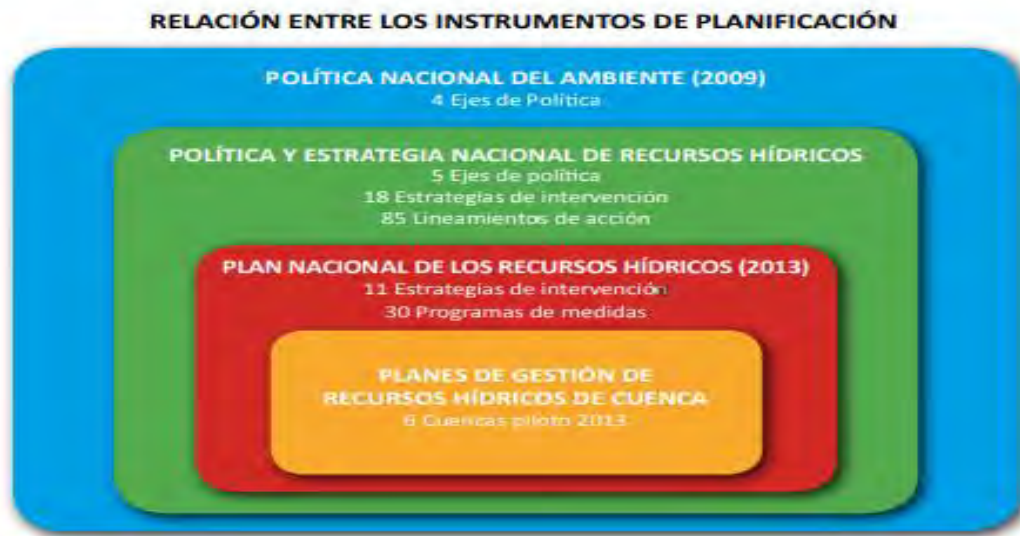 RELACIÓN ENTRE LOS INSTRUMENTOS DE PLANIFICACIÓN
POLÍTICA NACIONAL DEL AMBIENTE (2009)
4 Ejes de Política
POLÍTICA Y ESTRATEGIA NACIONAL DE RECURSOS HÍDRICOS
5 Ejes de política
18 Estrategias de intervención
85 Lineamientos de acción
PLAN NACIONAL DE LOS RECURSOS HÍDRICOS (2013)
11 Estrategias de intervención
30 Programas de medidas
PLANES DE GESTIÓN DE
RECURSOS HÍDRICOS DE CUENCA
6 Cuencas piloto 2013